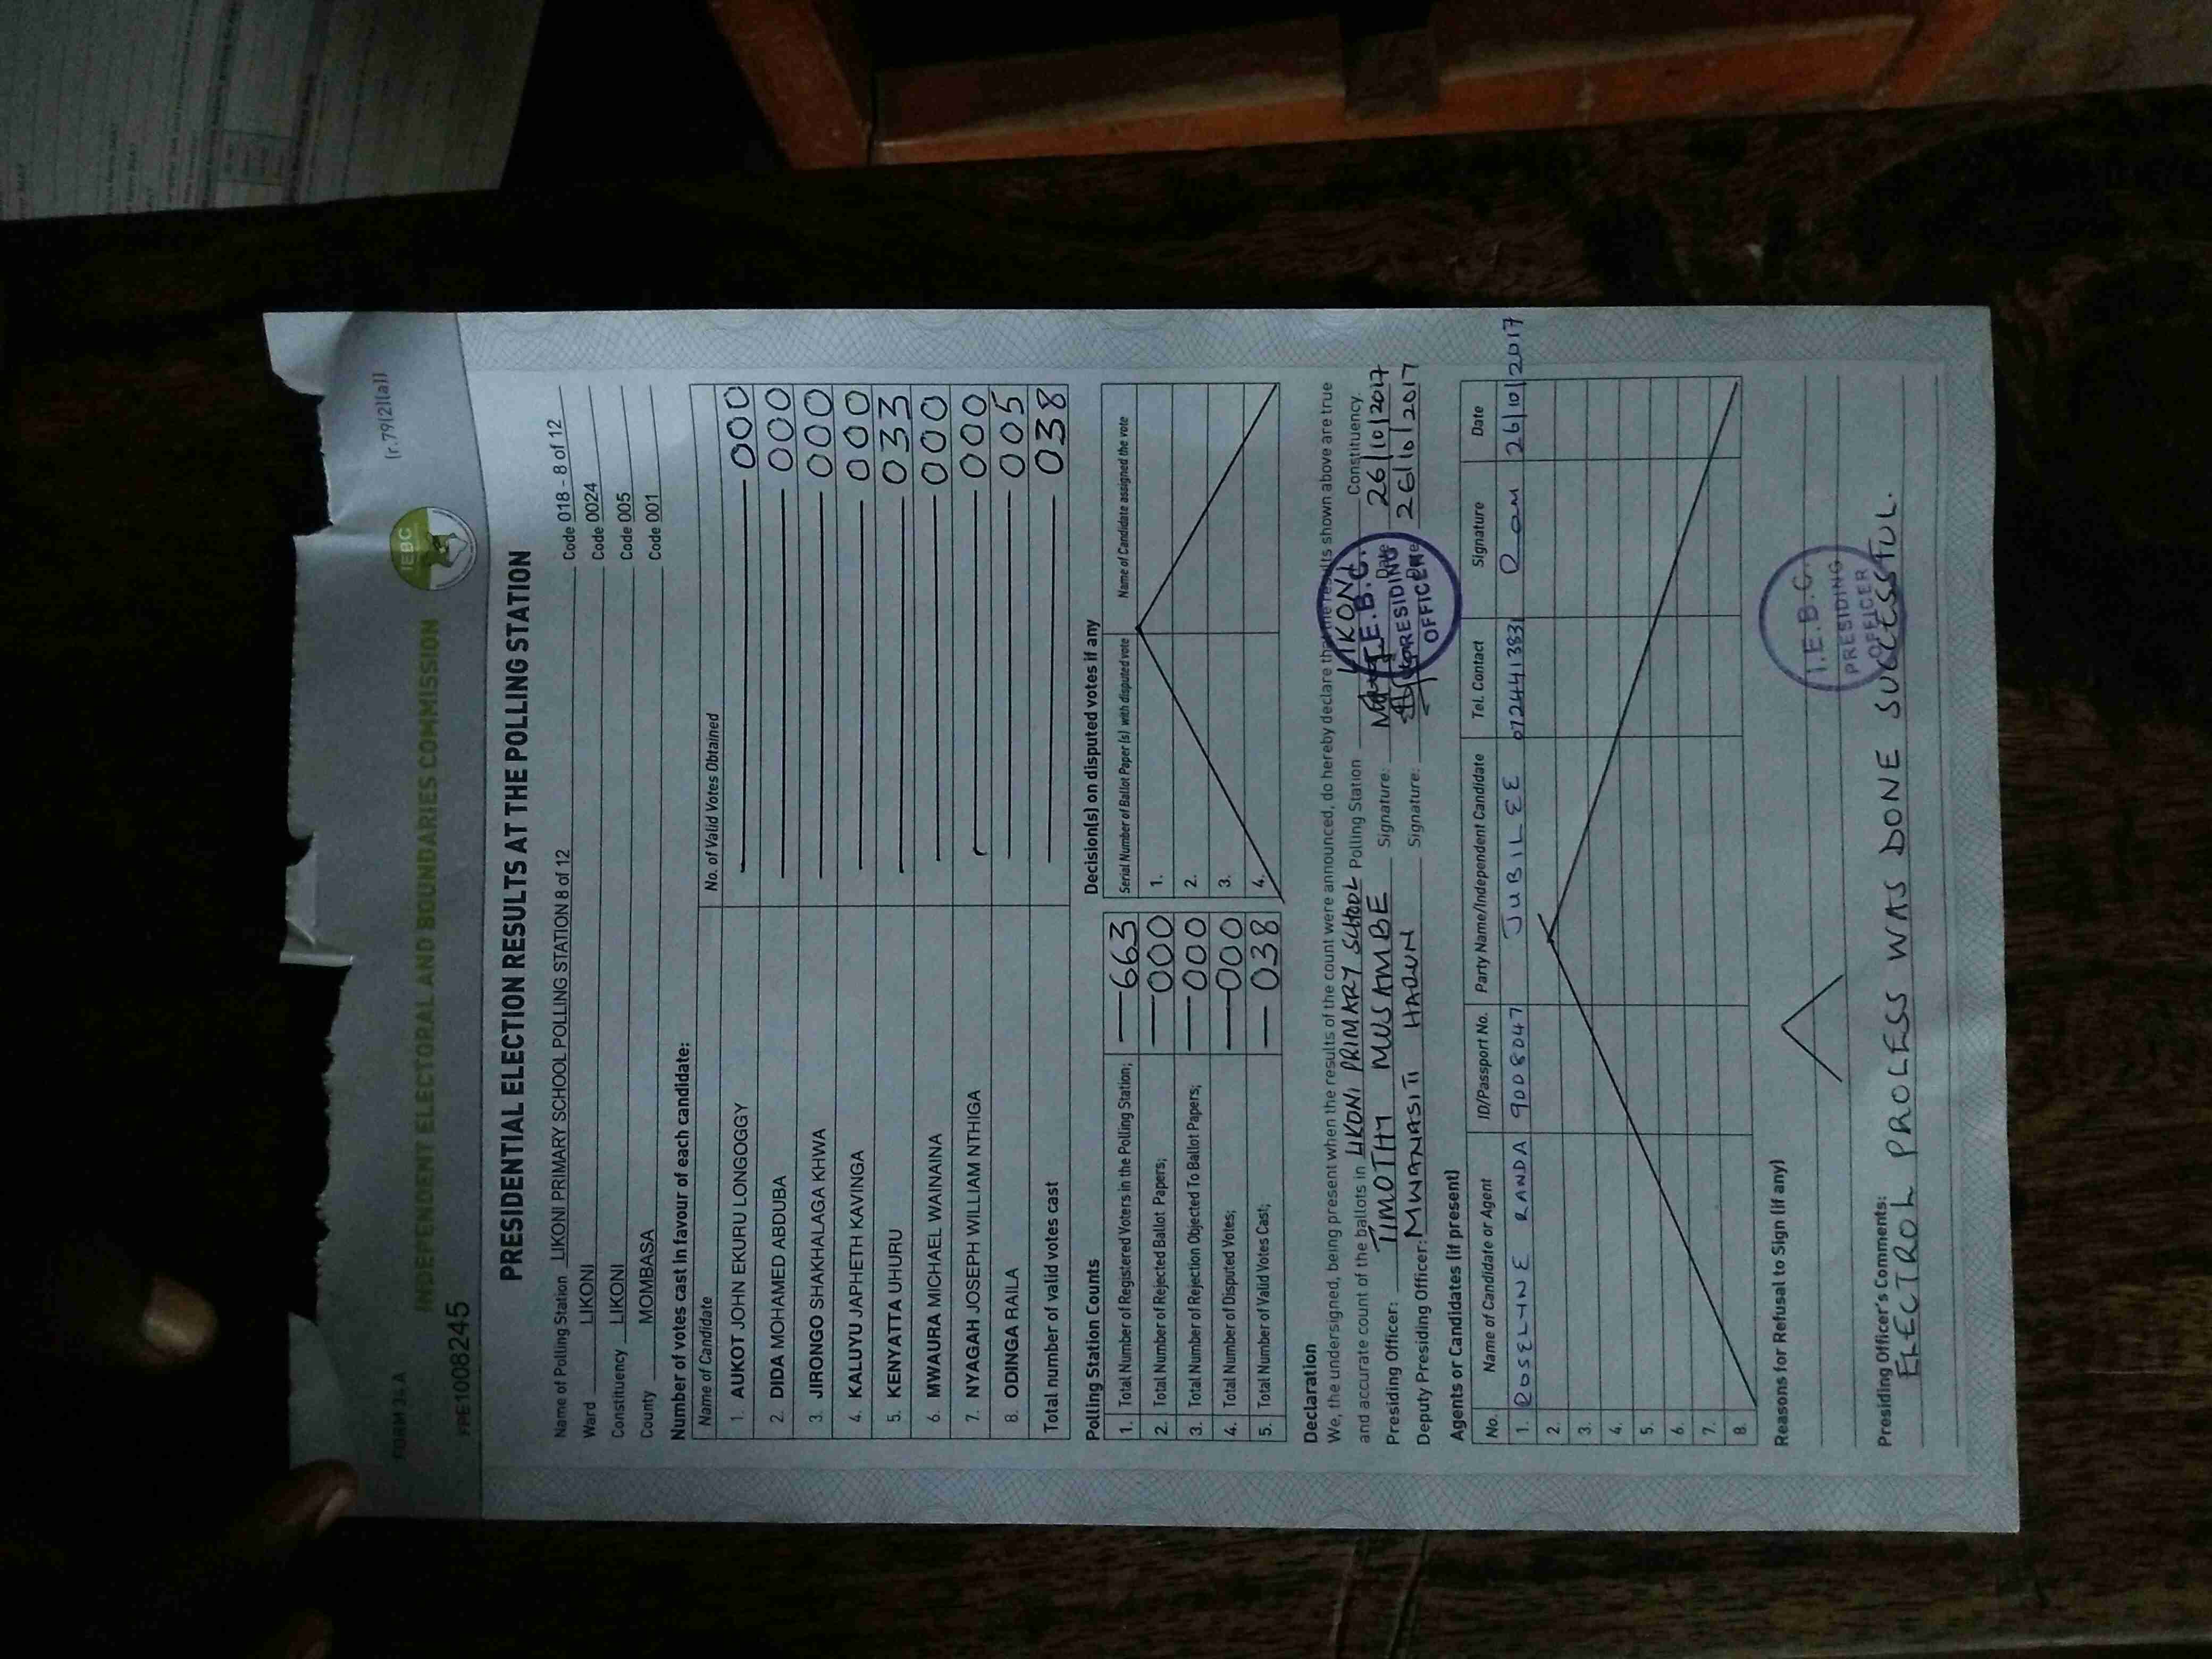 FORM 34 A
(r.79(2)(a))
INDEPENDENT ELECTORAL AND BOUNDARIES COMMISSION
IEBC
FPE1008245
PRESIDENTIAL ELECTION RESULTS AT THE POLLING STATION
Name of Polling Station LIKONI PRIMARY SCHOOL POLLING STATION 8 of 12 Code 018 - 8 of 12
Ward LIKONI Code 0024
Constituency LIKONI Code 005
County MOMBASA Code 001
Number of votes cast in favour of each candidate:
Name of Candidate No. of Valid Votes Obtained
1. AUKOT JOHN EKURU LONGOGGY 000
2. DIDA MOHAMED ABDUBA 000
3. JIRONGO SHAKHALAGA KHWA 000
4. KALUYU JAPHETH KAVINGA 000
5. KENYATTA UHURU 033
6. MWAURA MICHAEL WAINAINA 000
7. NYAGAH JOSEPH WILLIAM NTHIGA 000
8. ODINGA RAILA 005
Total number of valid votes cast 038
Polling Station Counts Decision(s) on disputed votes if any
1. Total Number of Registered Voters in the Polling Station; 663 Serial Number of Ballot Paper (s) with disputed vote Name of Candidate assigned the vote
2. Total Number of Rejected Ballot Papers; 000 1.
3. Total Number of Rejection Objected To Ballot Papers; 000 2.
4. Total Number of Disputed Votes; 000 3.
5. Total Number of Valid Votes Cast; 038 4.
Declaration
We, the undersigned, being present when the results of the count were announced, do hereby declare that the results shown above are true
and accurate count of the ballots in LIKONI PRIMARY SCHOOL Polling Station LIKONI Constituency.
Presiding Officer: TIMOTHY MUSAMBE Signature: Date 26/10/2017
Deputy Presiding Officer: MWANASITI HARUN Signature: Date 26/10/2017
I.E.B.C.
PRESIDING
OFFICER
Agents or Candidates (if present)
No. Name of Candidate or Agent ID/Passport No. Party Name/Independent Candidate Tel. Contact Signature Date
1. ROSELYNE RANDA 9008047 JUBILEE 0724413831 26/10/2017
2.
3.
4.
5.
6.
7.
8.
Reasons for Refusal to Sign (if any)
I.E.B.C.
PRESIDING
OFFICER
Presiding Officer's Comments:
ELECTROL PROCESS WAS DONE SUCCESSFUL.